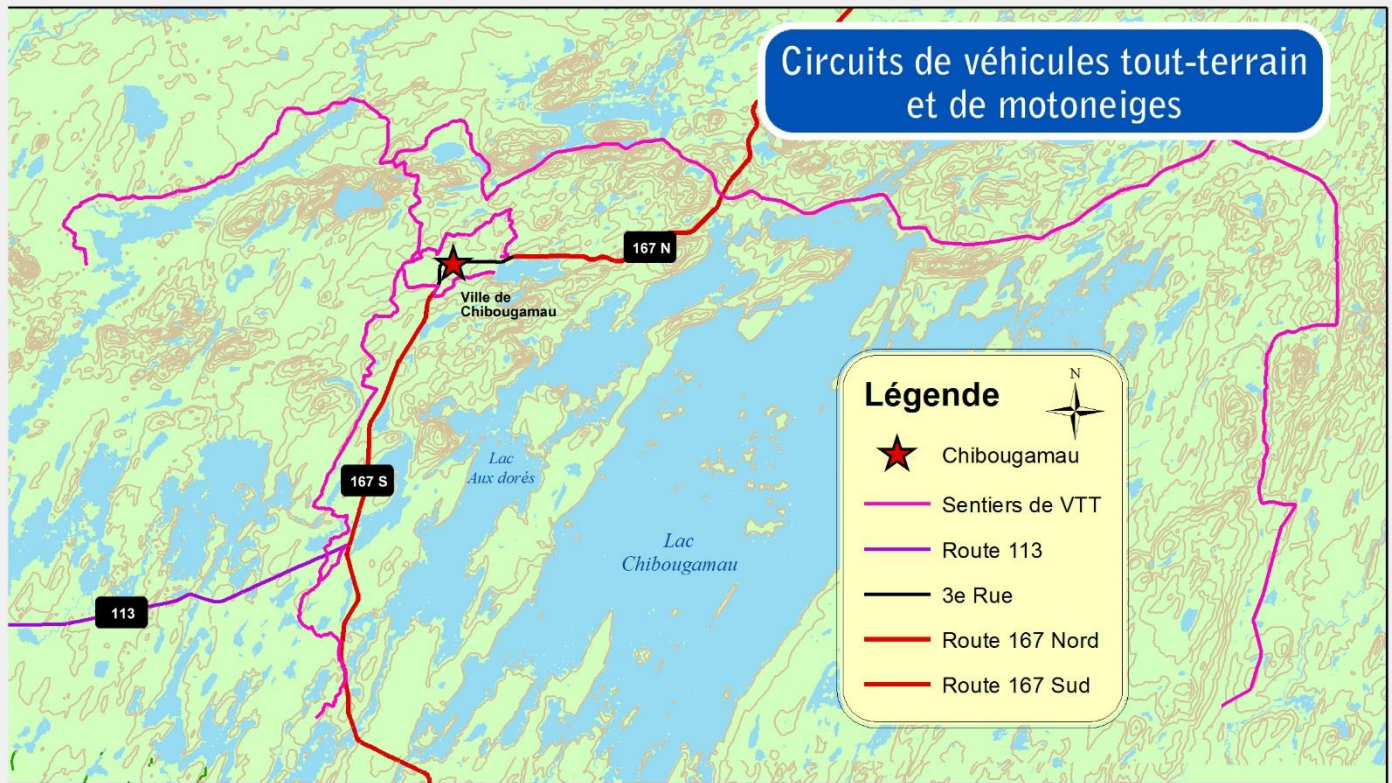 Circuits de véhicules tout-terrain
et de motoneiges
167 N
Ville de
Chibougamau
167 S
Lac
Aux dorés
Lac
Chibougamau
113
Légende
N
Chibougamau
Sentiers de VTT
Route 113
3e Rue
Route 167 Nord
Route 167 Sud